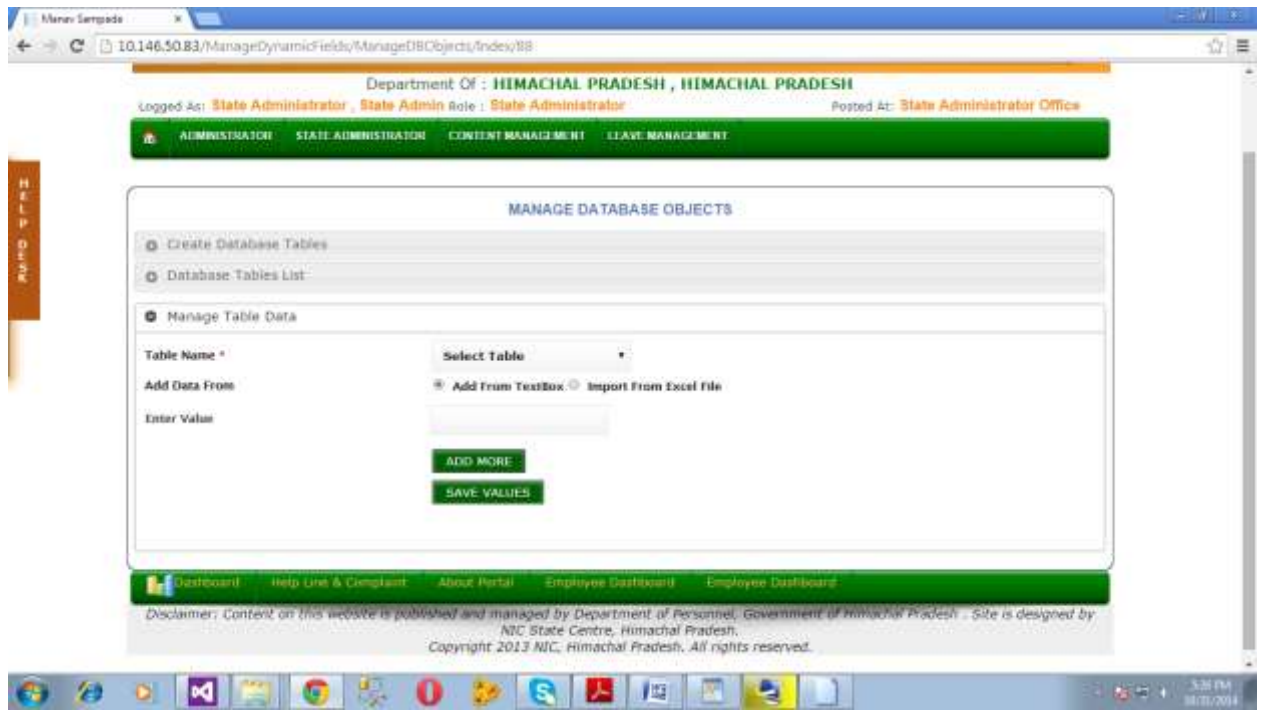 Manav Sampada
10.146.50.83/ManageDynamicFields/ManageDBObjects/Index/88
Department Of : HIMACHAL PRADESH , HIMACHAL PRADESH
Logged As: State Administrator , State Admin Role : State Administrator Posted At: State Administrator Office
ADMINISTRATOR STATE ADMINISTRATOR CONTENT MANAGEMENT LEAVE MANAGEMENT
HELP DESK
MANAGE DATABASE OBJECTS
Create Database Tables
Database Tables List
Manage Table Data
Table Name * Select Table
Add Data From Add From TextBox Import From Excel File
Enter Value
ADD MORE
SAVE VALUES
Dashboard Help Line & Complaint About Portal Employee Dashboard Employee Dashboard
Disclaimer: Content on this website is published and managed by Department of Personnel, Government of Himachal Pradesh . Site is designed by
NIC State Centre, Himachal Pradesh.
Copyright 2013 NIC, Himachal Pradesh. All rights reserved.